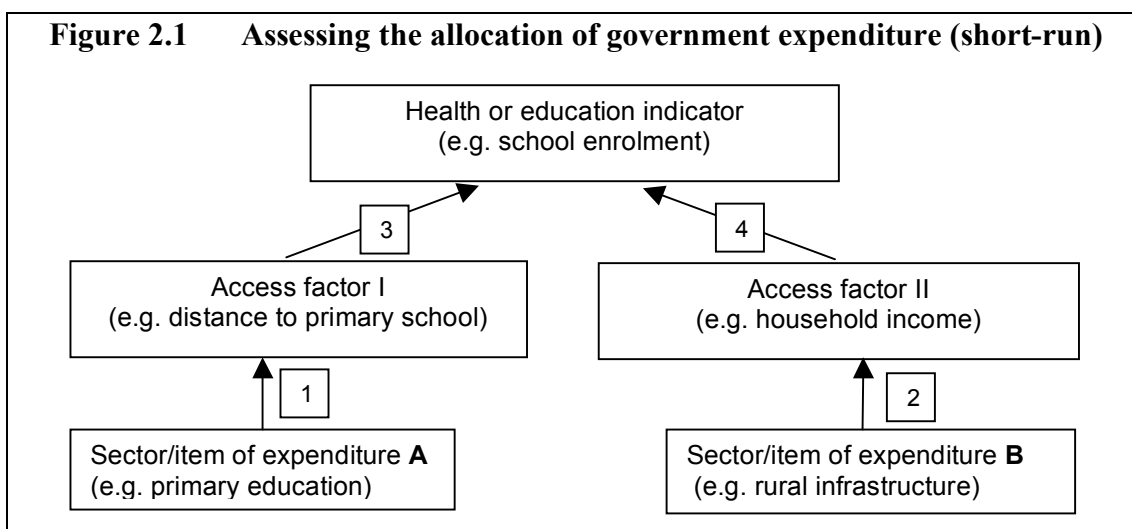 Figure 2.1 Assessing the allocation of government expenditure (short-run)
Health or education indicator
(e.g. school enrolment)
3
4
Access factor I
(e.g. distance to primary school)
Access factor II
(e.g. household income)
1
2
Sector/item of expenditure A
(e.g. primary education)
Sector/item of expenditure B
(e.g. rural infrastructure)